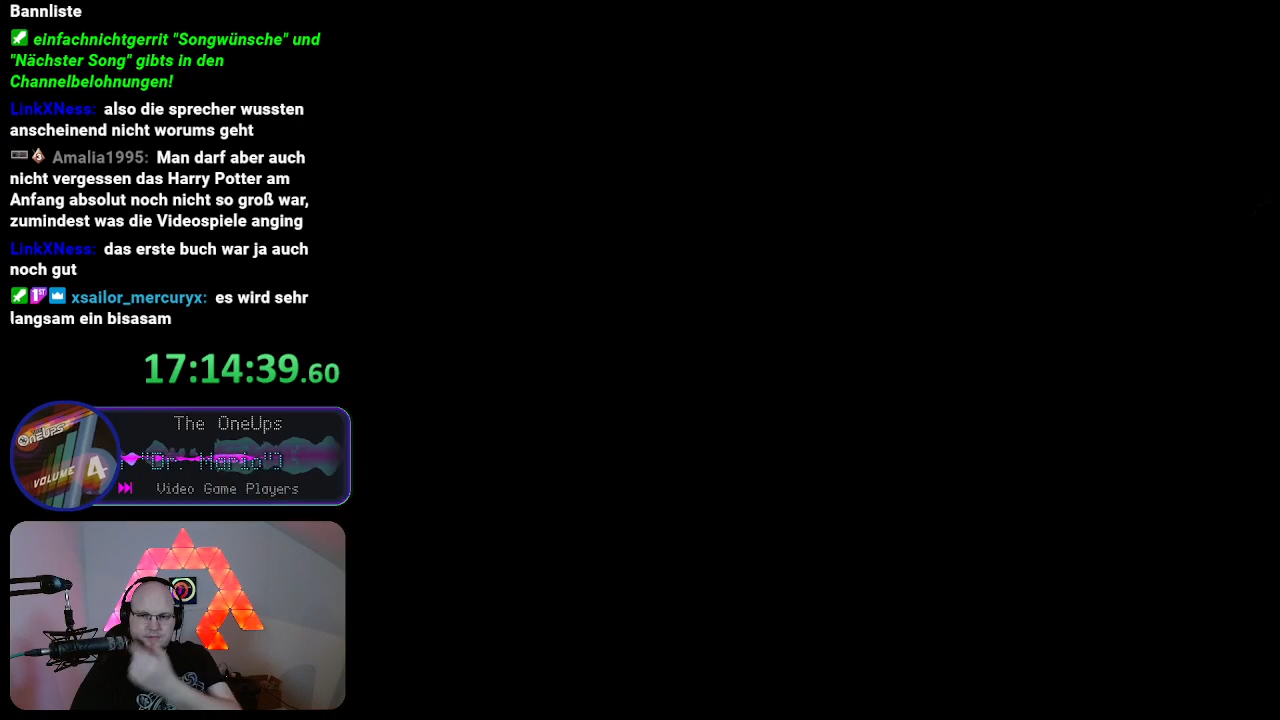 Bannliste
einfachnichtgerrit "Songwünsche" und
"Nächster Song" gibts in den
Channelbelohnungen!
LinkXNess: also die sprecher wussten
anscheinend nicht worums geht
Amalia1995: Man darf aber auch
nicht vergessen das Harry Potter am
Anfang absolut noch nicht so groß war,
zumindest was die Videospiele anging
LinkXNess: das erste buch war ja auch
noch gut
xsailor_mercuryx: es wird sehr
langsam ein bisasam
17:14:39.60
The OneUps
"Dr. Mario")
Video Game Players
OneUps
VOLUME 4